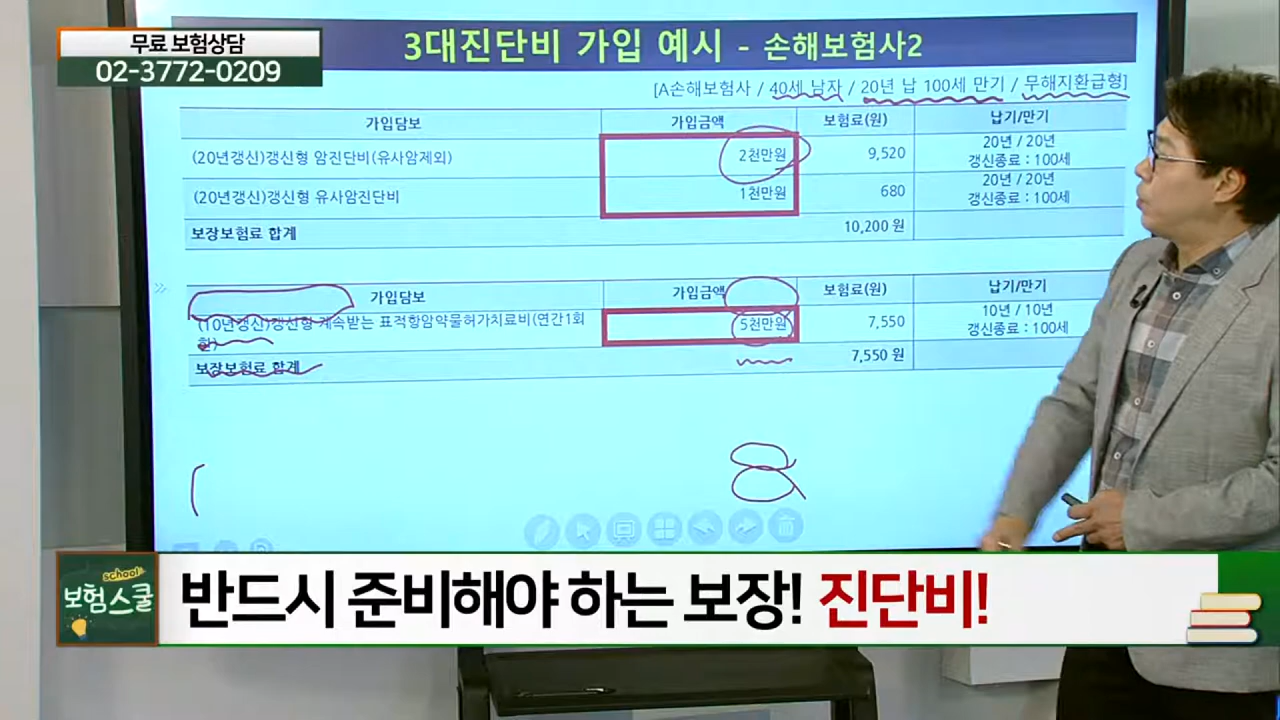 무료 보험상담
02-3772-0209
3대진단비 가입 예시 - 손해보험사2
[A손해보험사 / 40세 남자 / 20년 납 100세 만기 / 무해지환급형]
가입담보 가입금액 보험료(원) 납기/만기
(20년갱신)갱신형 암진단비(유사암제외) 2천만원 9,520 20년 / 20년
갱신종료 : 100세
(20년갱신)갱신형 유사암진단비 1천만원 680 20년 / 20년
갱신종료 : 100세
보장보험료 합계 10,200 원
가입담보 가입금액 보험료(원) 납기/만기
(10년갱신)갱신형 계속받는 표적항암약물허가치료비(연간1회
한) 5천만원 7,550 10년 / 10년
갱신종료 : 100세
보장보험료 합계 7,550 원
school
보험스쿨
반드시 준비해야 하는 보장! 진단비!